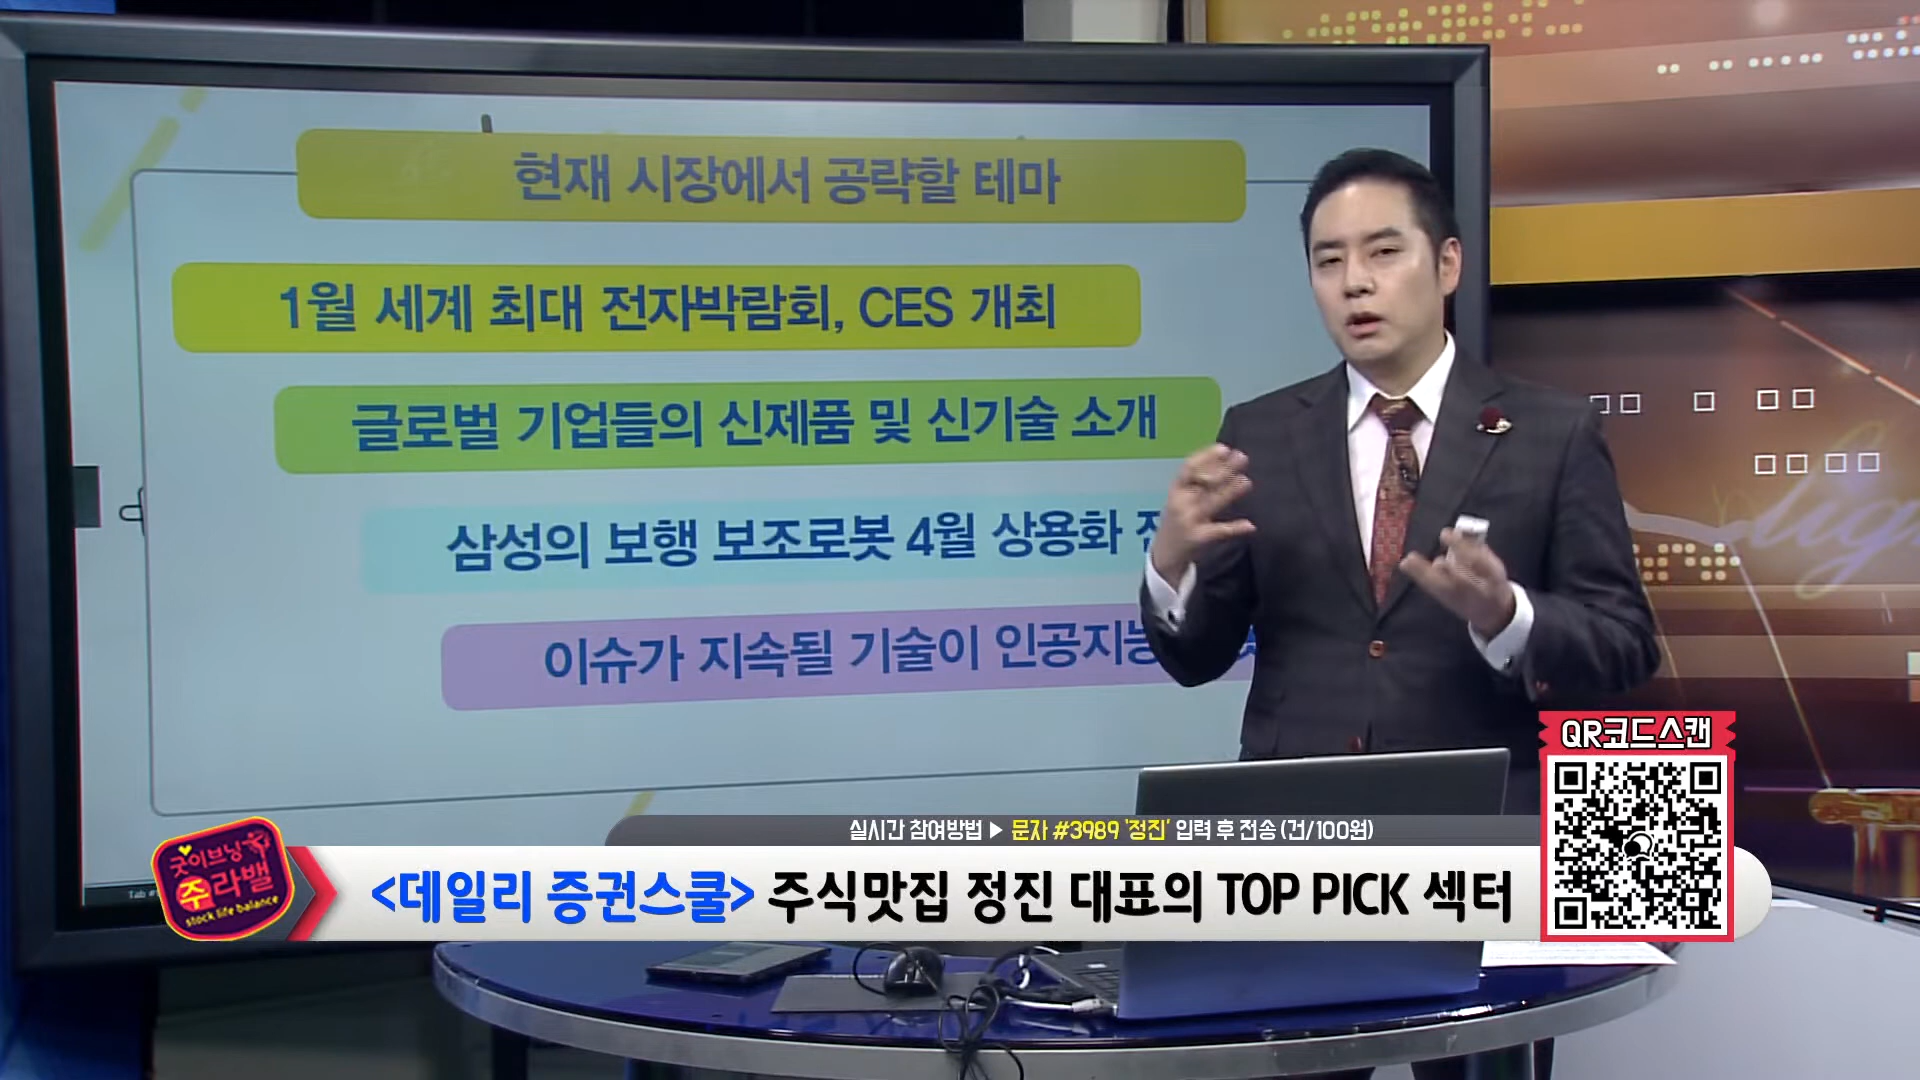 현재 시장에서 공략할 테마
1월 세계 최대 전자박람회, CES 개최
글로벌 기업들의 신제품 및 신기술 소개
삼성의 보행 보조로봇 4월 상용화
이슈가 지속될 기술이 인공지능
QR코드스캔
실시간 참여방법 ▶ 문자 #3989 '정진' 입력 후 전송 (건/100원)
굿이브닝
주라밸
stock life balance
<데일리 증권스쿨> 주식맛집 정진 대표의 TOP PICK 섹터